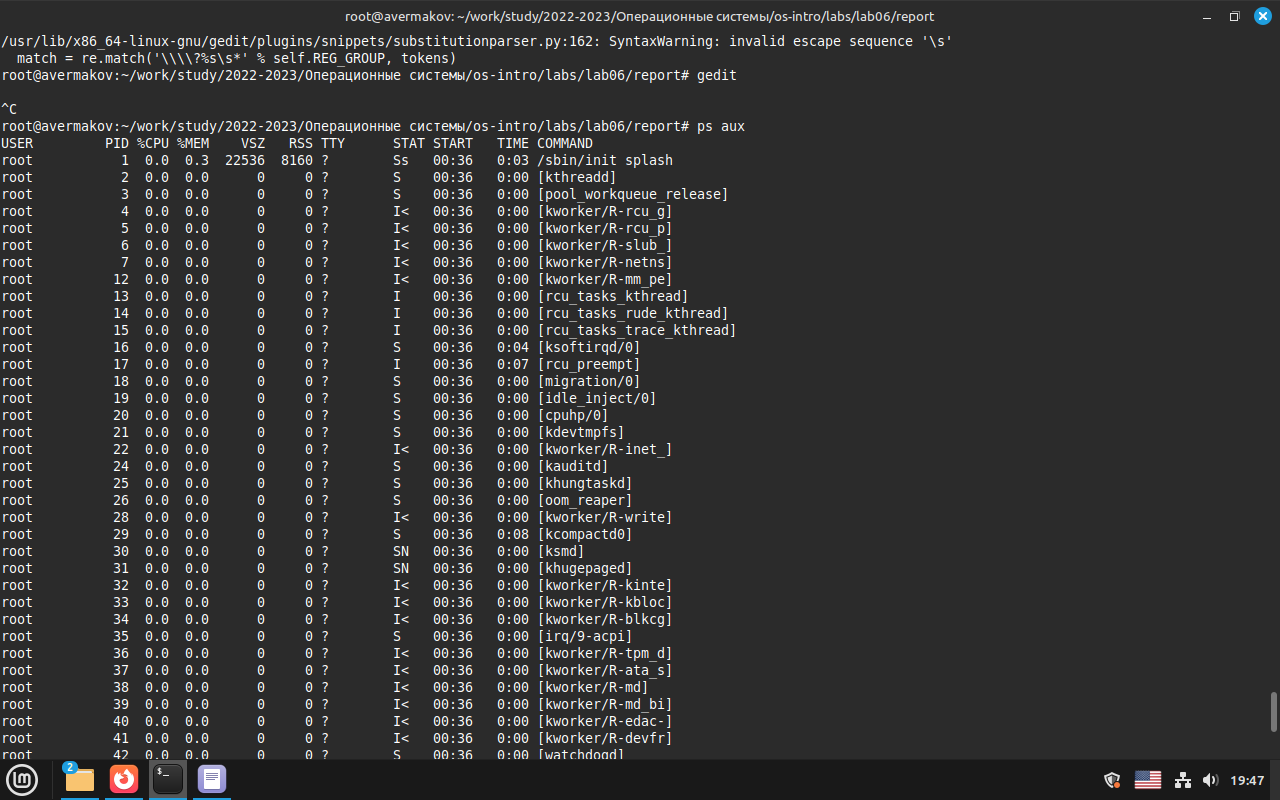 root@avermakov: ~/work/study/2022-2023/Операционные системы/os-intro/labs/lab06/report
/usr/lib/x86_64-linux-gnu/gedit/plugins/snippets/substitutionparser.py:162: SyntaxWarning: invalid escape sequence '\s'
  match = re.match('\\\\?%s\s*' % self.REG_GROUP, tokens)
root@avermakov:~/work/study/2022-2023/Операционные системы/os-intro/labs/lab06/report# gedit
^C
root@avermakov:~/work/study/2022-2023/Операционные системы/os-intro/labs/lab06/report# ps aux
USER         PID %CPU %MEM    VSZ   RSS TTY      STAT START   TIME COMMAND
root           1  0.0  0.3  22536  8160 ?        Ss   00:36   0:03 /sbin/init splash
root           2  0.0  0.0      0     0 ?        S    00:36   0:00 [kthreadd]
root           3  0.0  0.0      0     0 ?        S    00:36   0:00 [pool_workqueue_release]
root           4  0.0  0.0      0     0 ?        I<   00:36   0:00 [kworker/R-rcu_g]
root           5  0.0  0.0      0     0 ?        I<   00:36   0:00 [kworker/R-rcu_p]
root           6  0.0  0.0      0     0 ?        I<   00:36   0:00 [kworker/R-slub_]
root           7  0.0  0.0      0     0 ?        I<   00:36   0:00 [kworker/R-netns]
root          12  0.0  0.0      0     0 ?        I<   00:36   0:00 [kworker/R-mm_pe]
root          13  0.0  0.0      0     0 ?        I    00:36   0:00 [rcu_tasks_kthread]
root          14  0.0  0.0      0     0 ?        I    00:36   0:00 [rcu_tasks_rude_kthread]
root          15  0.0  0.0      0     0 ?        I    00:36   0:00 [rcu_tasks_trace_kthread]
root          16  0.0  0.0      0     0 ?        S    00:36   0:04 [ksoftirqd/0]
root          17  0.0  0.0      0     0 ?        I    00:36   0:07 [rcu_preempt]
root          18  0.0  0.0      0     0 ?        S    00:36   0:00 [migration/0]
root          19  0.0  0.0      0     0 ?        S    00:36   0:00 [idle_inject/0]
root          20  0.0  0.0      0     0 ?        S    00:36   0:00 [cpuhp/0]
root          21  0.0  0.0      0     0 ?        S    00:36   0:00 [kdevtmpfs]
root          22  0.0  0.0      0     0 ?        I<   00:36   0:00 [kworker/R-inet_]
root          24  0.0  0.0      0     0 ?        S    00:36   0:00 [kauditd]
root          25  0.0  0.0      0     0 ?        S    00:36   0:00 [khungtaskd]
root          26  0.0  0.0      0     0 ?        S    00:36   0:00 [oom_reaper]
root          28  0.0  0.0      0     0 ?        I<   00:36   0:00 [kworker/R-write]
root          29  0.0  0.0      0     0 ?        S    00:36   0:08 [kcompactd0]
root          30  0.0  0.0      0     0 ?        SN   00:36   0:00 [ksmd]
root          31  0.0  0.0      0     0 ?        SN   00:36   0:00 [khugepaged]
root          32  0.0  0.0      0     0 ?        I<   00:36   0:00 [kworker/R-kinte]
root          33  0.0  0.0      0     0 ?        I<   00:36   0:00 [kworker/R-kbloc]
root          34  0.0  0.0      0     0 ?        I<   00:36   0:00 [kworker/R-blkcg]
root          35  0.0  0.0      0     0 ?        S    00:36   0:00 [irq/9-acpi]
root          36  0.0  0.0      0     0 ?        I<   00:36   0:00 [kworker/R-tpm_d]
root          37  0.0  0.0      0     0 ?        I<   00:36   0:00 [kworker/R-ata_s]
root          38  0.0  0.0      0     0 ?        I<   00:36   0:00 [kworker/R-md]
root          39  0.0  0.0      0     0 ?        I<   00:36   0:00 [kworker/R-md_bi]
root          40  0.0  0.0      0     0 ?        I<   00:36   0:00 [kworker/R-edac-]
root          41  0.0  0.0      0     0 ?        I<   00:36   0:00 [kworker/R-devfr]
root          42  0.0  0.0      0     0 ?        S    00:36   0:00 [watchdogd]
2
$_
19:47